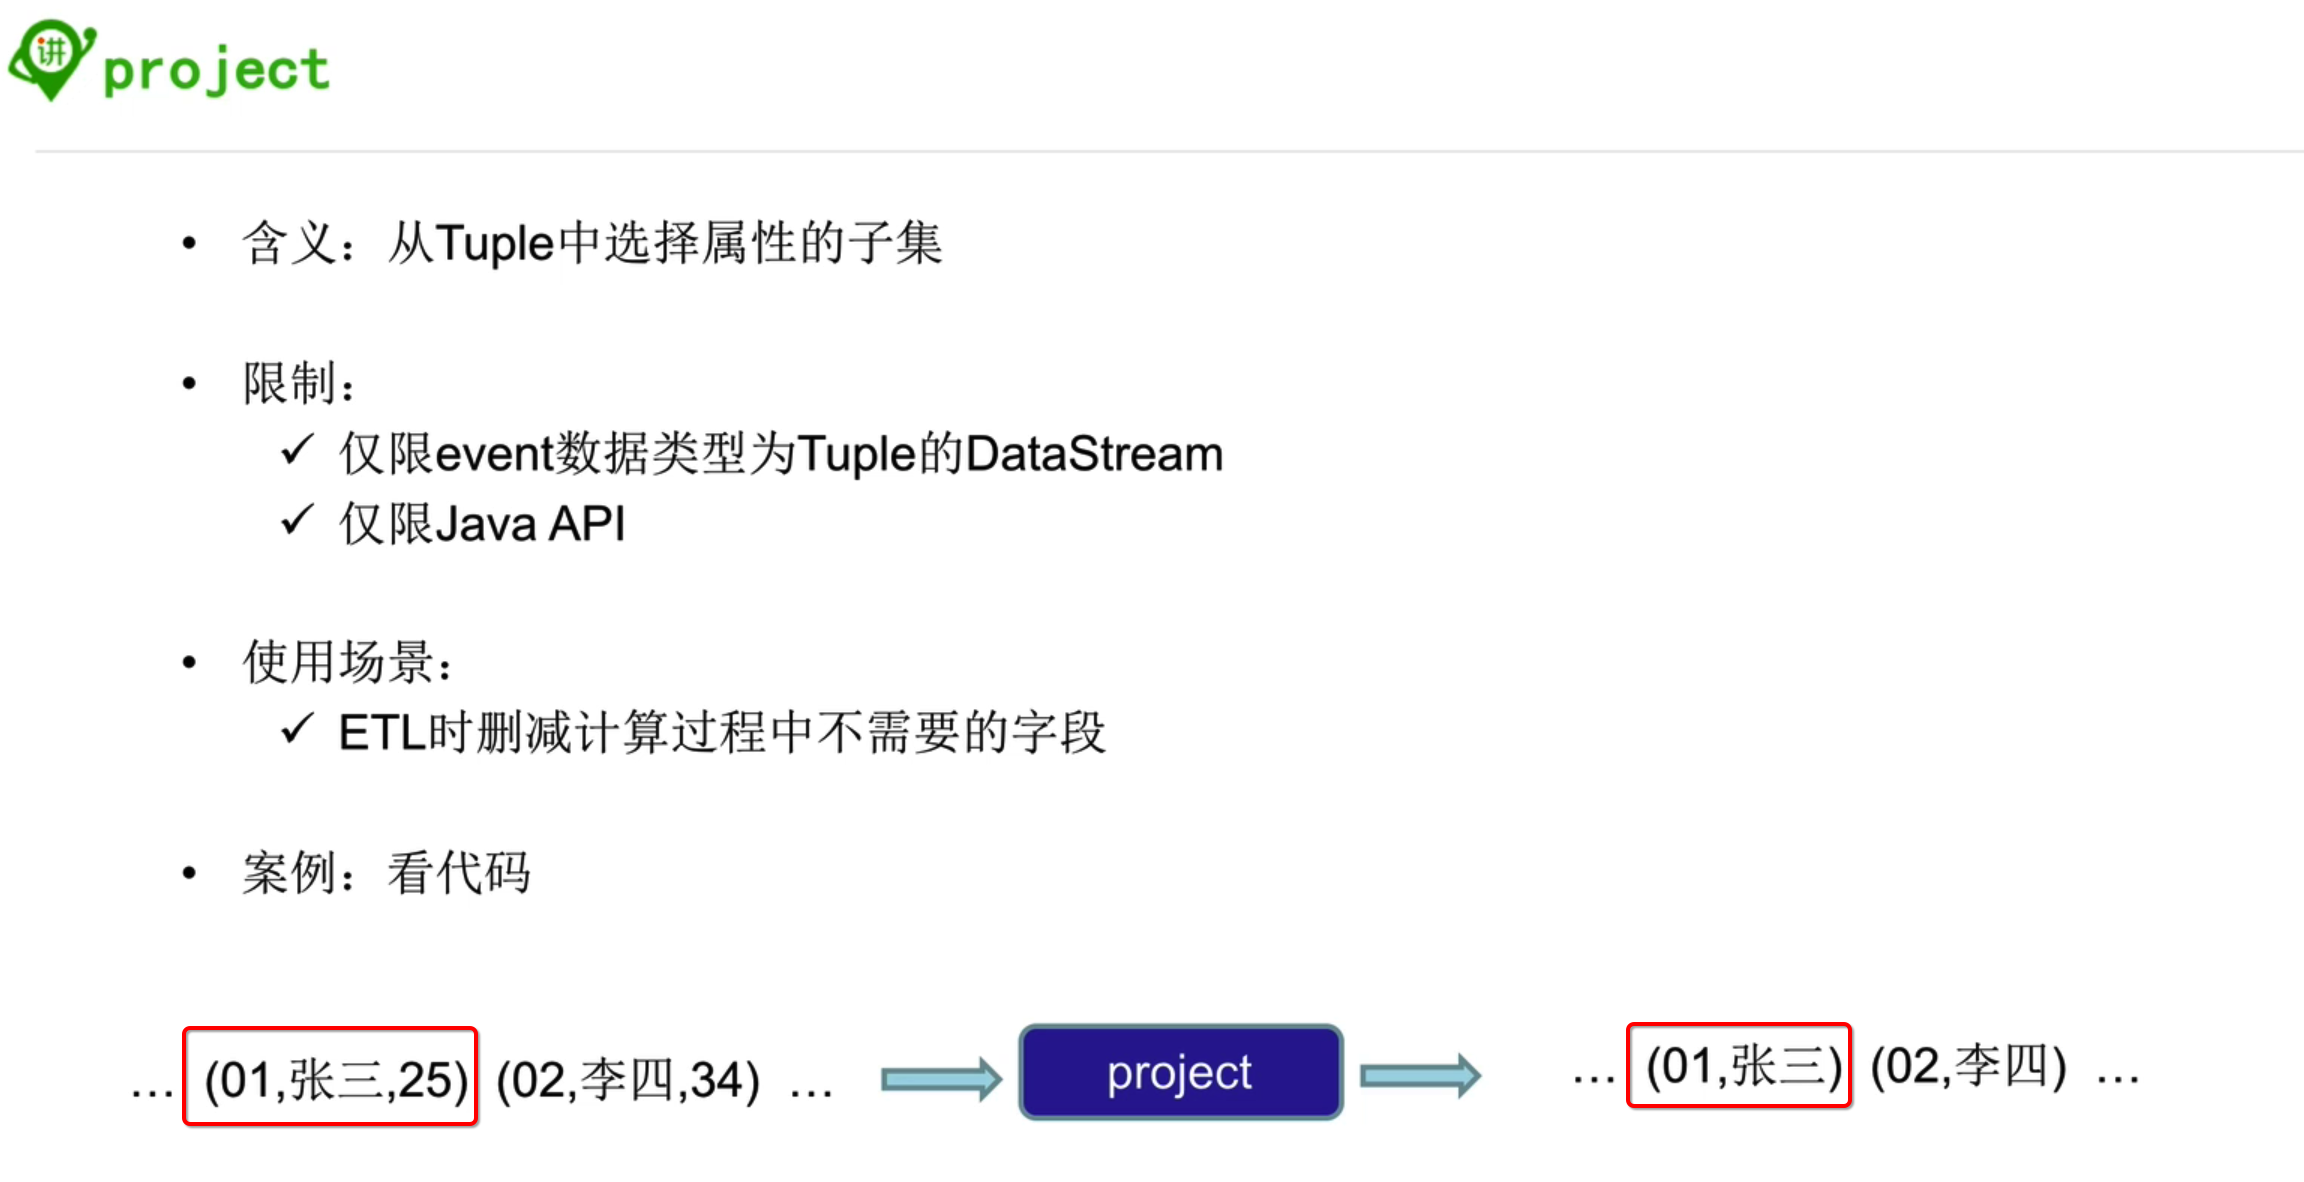 讲 project
• 含义：从Tuple中选择属性的子集
• 限制：
✓ 仅限event数据类型为Tuple的DataStream
✓ 仅限Java API
• 使用场景：
✓ ETL时删减计算过程中不需要的字段
• 案例：看代码
... (01,张三,25) (02,李四,34) ... project ... (01,张三) (02,李四) ...